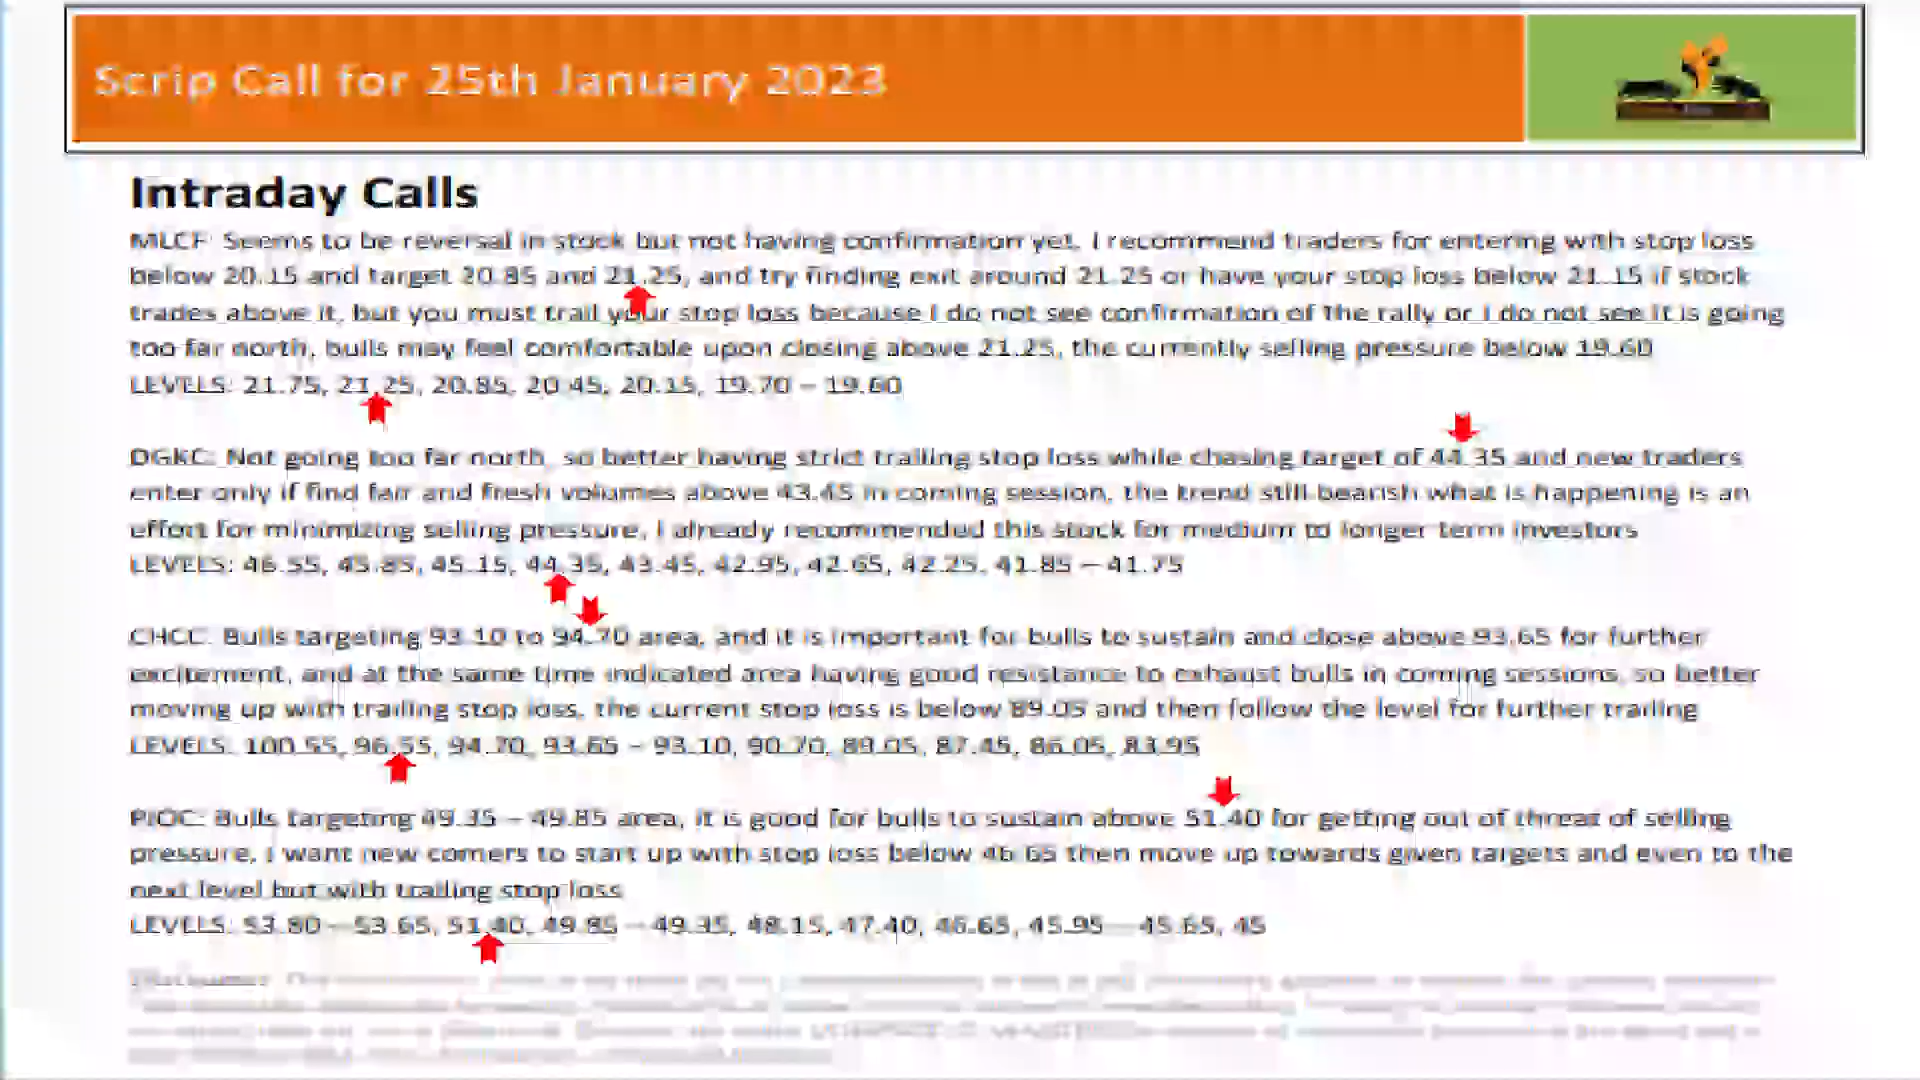 Scrip Call for 25th January 2023
Intraday Calls
MLCF: Seems to be reversal in stock but not having confirmation yet, I recommend traders for entering with stop loss
below 20.15 and target 20.85 and 21.25, and try finding exit around 21.25 or have your stop loss below 21.15 if stock
trades above it, but you must trail your stop loss because I do not see confirmation of the rally or I do not see it is going
too far north, bulls may feel comfortable upon closing above 21.25, the currently selling pressure below 19.60
LEVELS: 21.75, 21.25, 20.85, 20.45, 20.15, 19.70 – 19.60
DGKC: Not going too far north, so better having strict trailing stop loss while chasing target of 44.35 and new traders
enter only if find fair and fresh volumes above 43.45 in coming session, the trend still bearish what is happening is an
effort for minimizing selling pressure, I already recommended this stock for medium to longer term investors
LEVELS: 46.55, 45.85, 45.15, 44.35, 43.45, 42.95, 42.65, 42.25, 41.85 – 41.75
CHCC: Bulls targeting 93.10 to 94.70 area, and it is important for bulls to sustain and close above 93.65 for further
excitement, and at the same time indicated area having good resistance to exhaust bulls in coming sessions, so better
moving up with trailing stop loss, the current stop loss is below 89.05 and then follow the level for further trailing
LEVELS: 100.55, 96.55, 94.70, 93.65 – 93.10, 90.70, 89.05, 87.45, 86.05, 83.95
PIOC: Bulls targeting 49.35 – 49.85 area, it is good for bulls to sustain above 51.40 for getting out of threat of selling
pressure, I want new comers to start up with stop loss below 46.65 then move up towards given targets and even to the
next level but with trailing stop loss
LEVELS: 53.80 – 53.65, 51.40, 49.85 – 49.35, 48.15, 47.40, 46.65, 45.95 – 45.65, 45